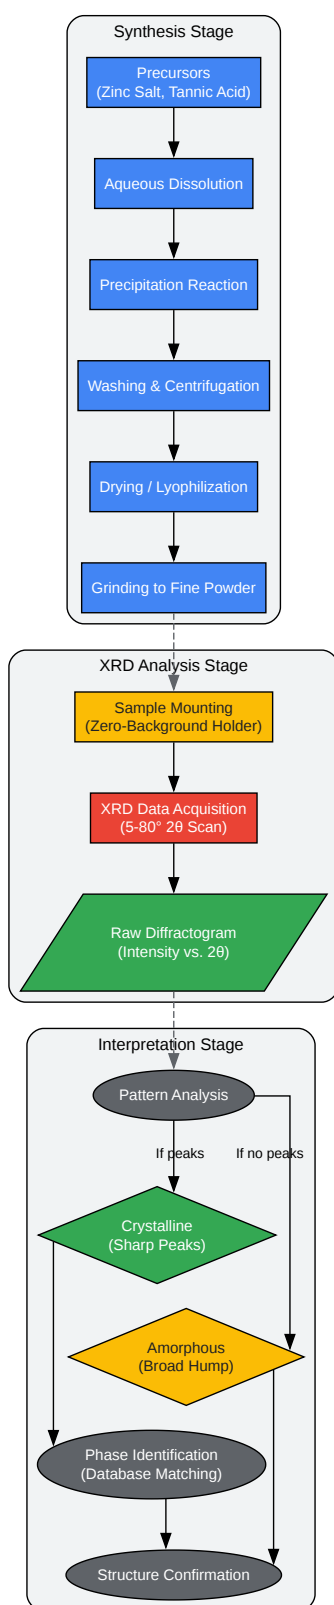 Synthesis Stage
Precursors
(Zinc Salt, Tannic Acid)
Aqueous Dissolution
Precipitation Reaction
Washing & Centrifugation
Drying / Lyophilization
Grinding to Fine Powder
XRD Analysis Stage
Sample Mounting
(Zero-Background Holder)
XRD Data Acquisition
(5-80° 2θ Scan)
Raw Diffractogram
(Intensity vs. 2θ)
Interpretation Stage
Pattern Analysis
If peaks
If no peaks
Crystalline
(Sharp Peaks)
Amorphous
(Broad Hump)
Phase Identification
(Database Matching)
Structure Confirmation